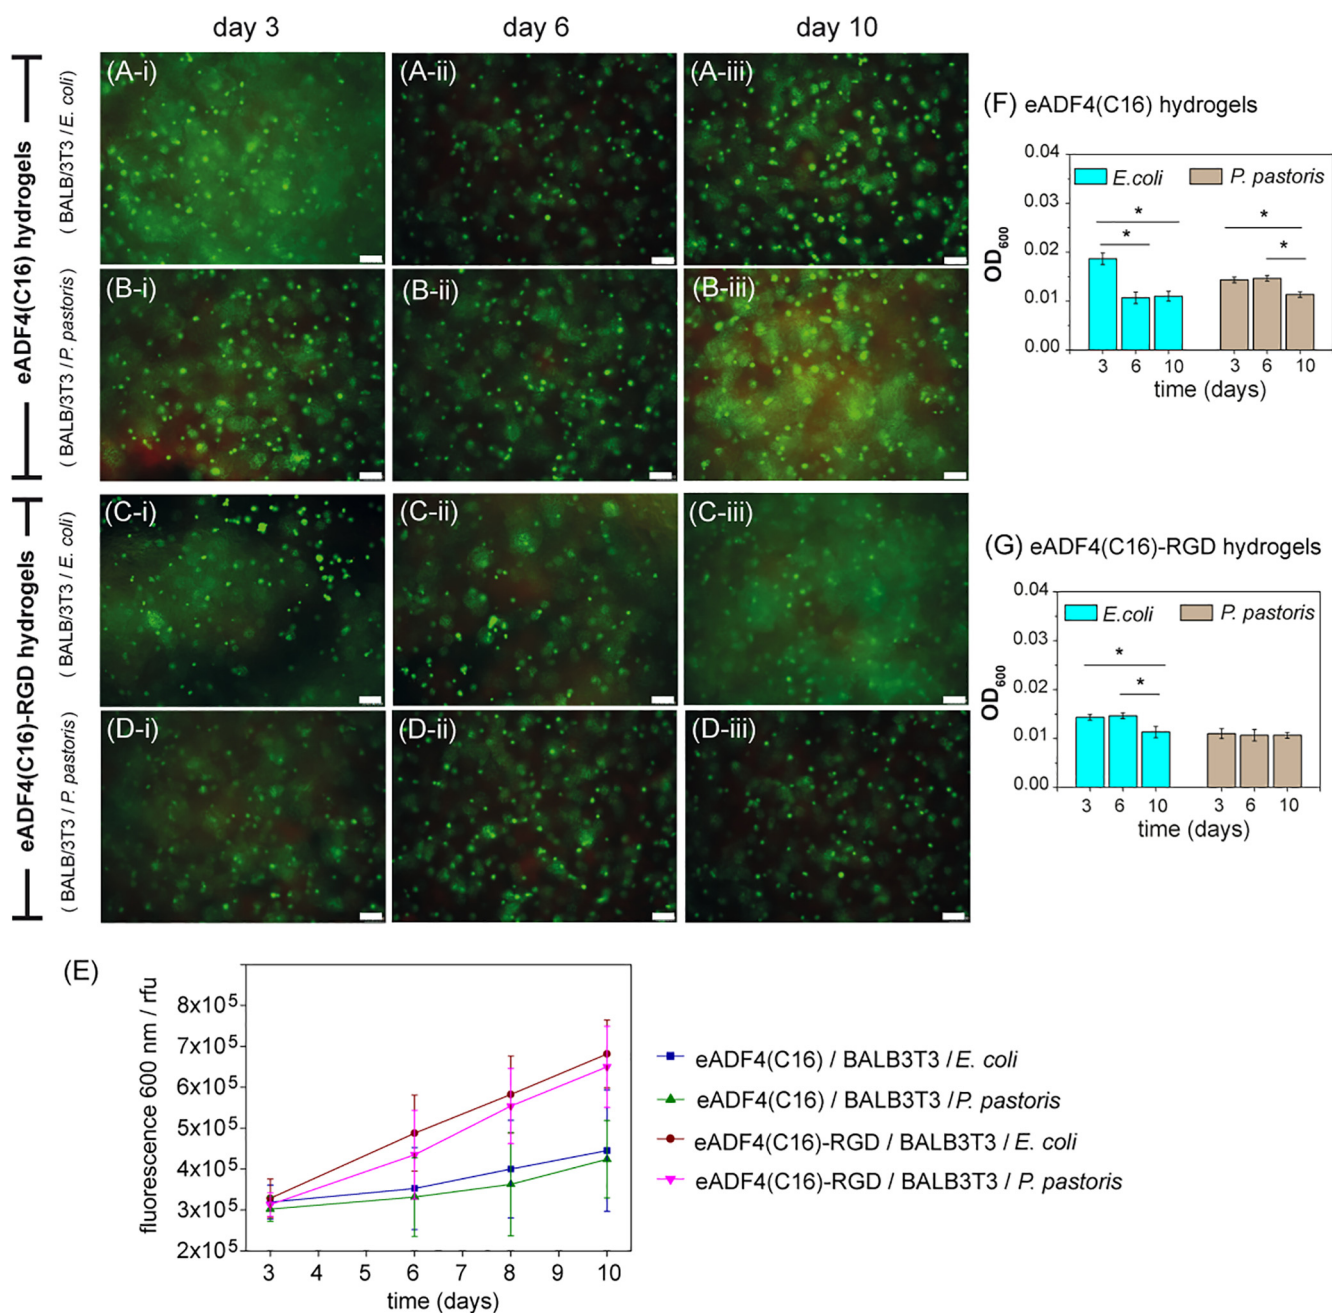 day 3
day 6
day 10
eADF4(C16) hydrogels
( BALB/3T3 / E. coli)
(A-i)
(A-ii)
(A-iii)
( BALB/3T3 / P. pastoris)
(B-i)
(B-ii)
(B-iii)
eADF4(C16)-RGD hydrogels
(BALB/3T3 / E. coli)
(C-i)
(C-ii)
(C-iii)
( BALB/3T3 / P. pastoris)
(D-i)
(D-ii)
(D-iii)
(F) eADF4(C16) hydrogels
OD600
0.04
0.03
0.02
0.01
0.00
E.coli
P. pastoris
*
*
*
*
3 6 10 3 6 10
time (days)
(G) eADF4(C16)-RGD hydrogels
OD600
0.04
0.03
0.02
0.01
0.00
E.coli
P. pastoris
*
*
3 6 10 3 6 10
time (days)
(E)
fluorescence 600 nm / rfu
8x10⁵
7x10⁵
6x10⁵
5x10⁵
4x10⁵
3x10⁵
2x10⁵
3 4 5 6 7 8 9 10
time (days)
eADF4(C16) / BALB3T3 / E. coli
eADF4(C16) / BALB3T3 / P. pastoris
eADF4(C16)-RGD / BALB3T3 / E. coli
eADF4(C16)-RGD / BALB3T3 / P. pastoris